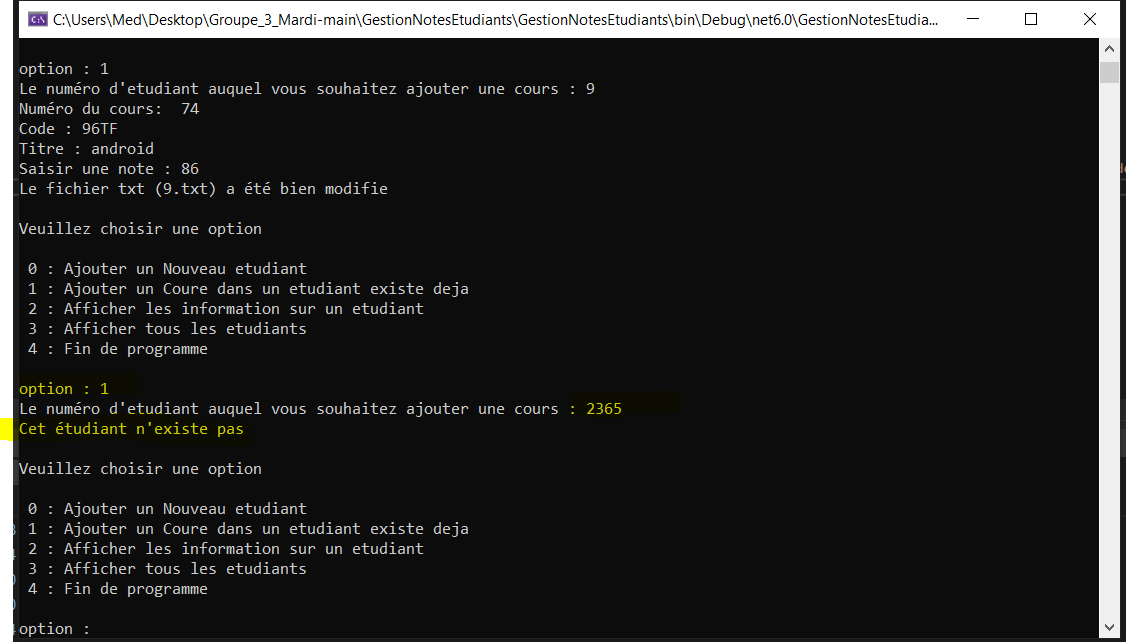 C:\Users\Med\Desktop\Groupe_3_Mardi-main\GestionNotesEtudiants\GestionNotesEtudiants\bin\Debug\net6.0\GestionNotesEtudia...
option : 1
Le numéro d'etudiant auquel vous souhaitez ajouter une cours : 9
Numéro du cours:  74
Code : 96TF
Titre : android
Saisir une note : 86
Le fichier txt (9.txt) a été bien modifie
Veuillez choisir une option
0 : Ajouter un Nouveau etudiant
1 : Ajouter un Coure dans un etudiant existe deja
2 : Afficher les information sur un etudiant
3 : Afficher tous les etudiants
4 : Fin de programme
option : 1
Le numéro d'etudiant auquel vous souhaitez ajouter une cours : 2365
Cet étudiant n'existe pas
Veuillez choisir une option
0 : Ajouter un Nouveau etudiant
1 : Ajouter un Coure dans un etudiant existe deja
2 : Afficher les information sur un etudiant
3 : Afficher tous les etudiants
4 : Fin de programme
option :